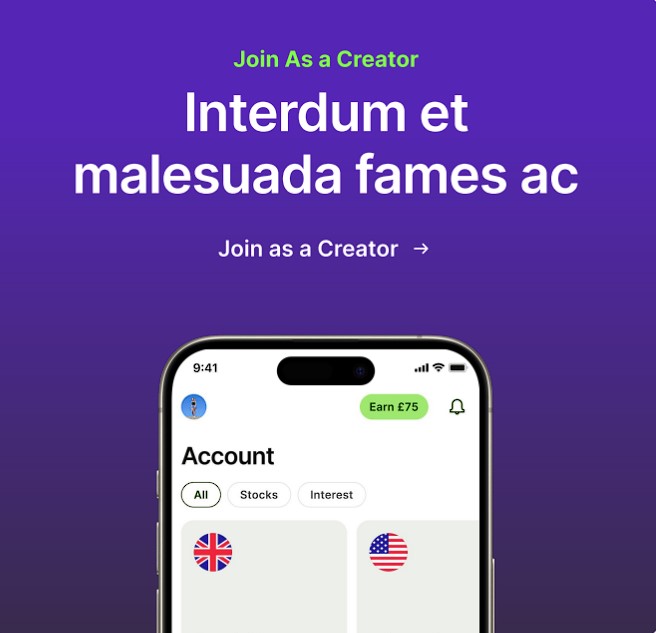 Join As a Creator
Interdum et
malesuada fames ac
Join as a Creator →
9:41
Earn £75
Account
All
Stocks
Interest